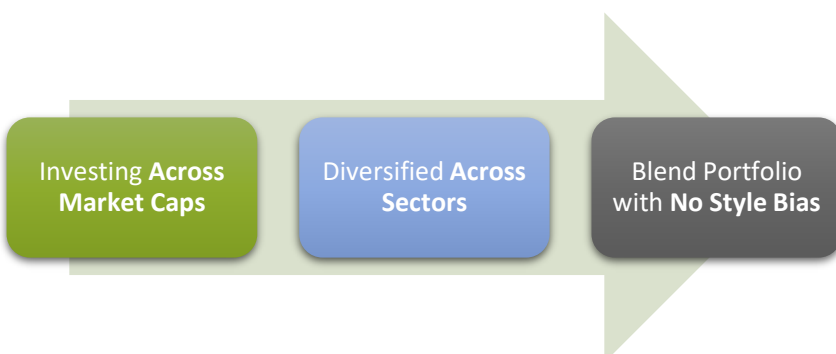 Investing Across
Market Caps
Diversified Across
Sectors
Blend Portfolio
with No Style Bias